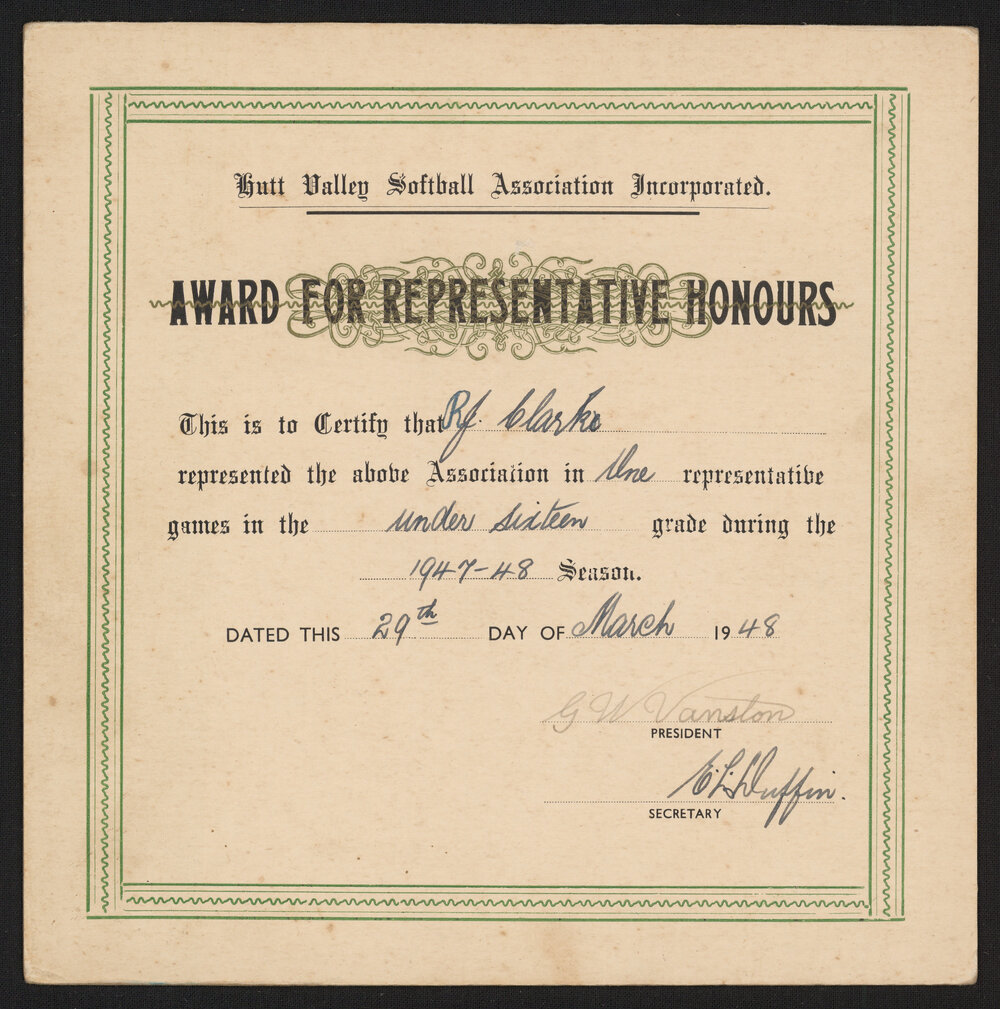 Hutt Valley Softball Association Incorporated.
AWARD FOR REPRESENTATIVE HONOURS
This is to Certify that RJ. Clarke
represented the above Association in One representative
games in the under sixteen grade during the
1947-48 Season.
DATED THIS 29th DAY OF March 1948
G W Vanston
PRESIDENT
E. L. Duffin.
SECRETARY